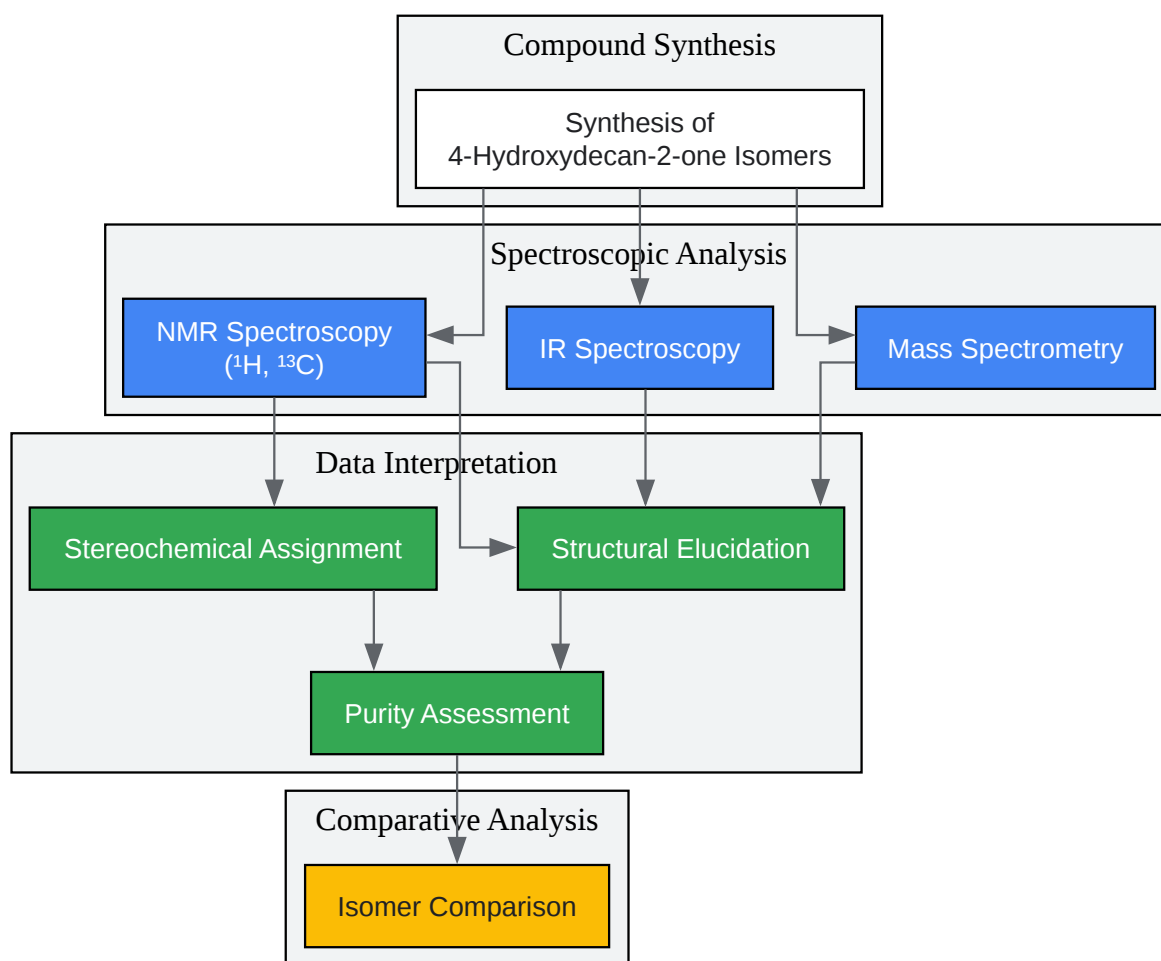 Compound Synthesis
Synthesis of
4-Hydroxydecan-2-one Isomers
Spectroscopic Analysis
NMR Spectroscopy
(¹H, ¹³C)
IR Spectroscopy
Mass Spectrometry
Data Interpretation
Stereochemical Assignment
Structural Elucidation
Purity Assessment
Comparative Analysis
Isomer Comparison